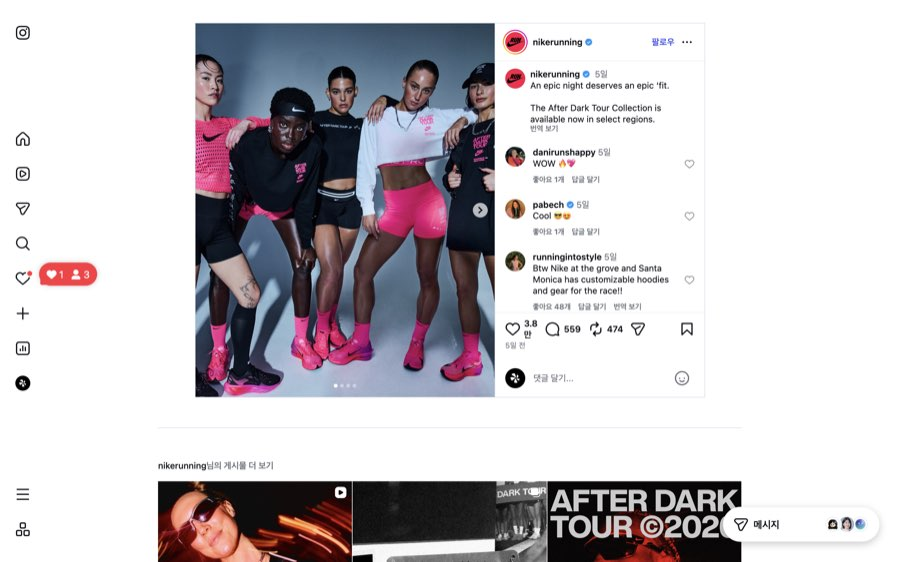 nikerunning
팔로우
nikerunning 5일
An epic night deserves an epic 'fit.
The After Dark Tour Collection is
available now in select regions.
번역 보기
danirunshappy 5일
WOW 🔥💖
좋아요 1개 답글 달기
pabech 5일
Cool 😎😍
좋아요 1개 답글 달기
runningintostyle 5일
Btw Nike at the grove and Santa
Monica has customizable hoodies
and gear for the race!!
좋아요 48개 답글 달기 번역 보기
3.8만 559 474
5일 전
댓글 달기...
AFTER DARK TOUR
AFTER
TOUR
1 3
nikerunning님의 게시물 더 보기
DARK TOUR
AFTER DARK
TOUR ©202
메시지